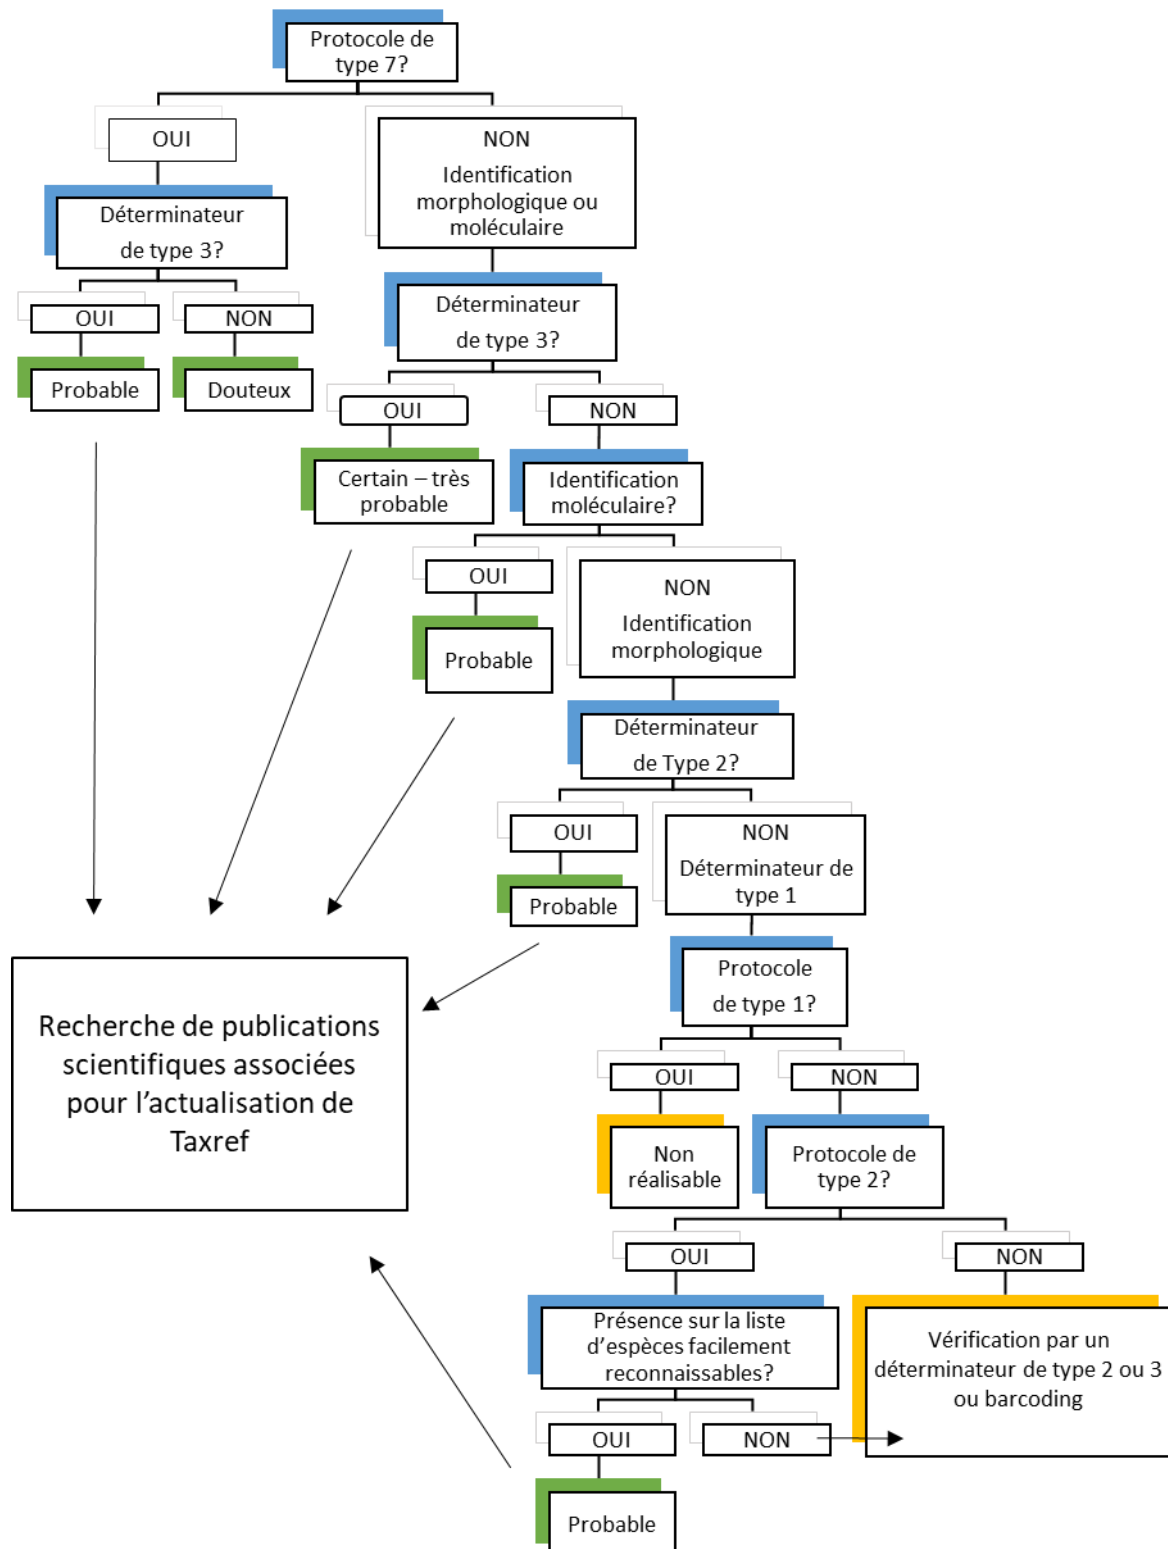 Protocole de
type 7?
OUI
NON
Identification
morphologique ou
moléculaire
Déterminateur
de type 3?
Déterminateur
de type 3?
OUI
NON
Probable
Douteux
OUI
NON
Certain – très
probable
Identification
moléculaire?
OUI
NON
Identification
morphologique
Probable
Déterminateur
de Type 2?
OUI
NON
Déterminateur de
type 1
Probable
Protocole
de type 1?
Recherche de publications
scientifiques associées
pour l’actualisation de
Taxref
OUI
NON
Non
réalisable
Protocole de
type 2?
OUI
NON
Présence sur la liste
d’espèces facilement
reconnaissables?
Vérification par un
déterminateur de type 2 ou 3
ou barcoding
OUI
NON
Probable